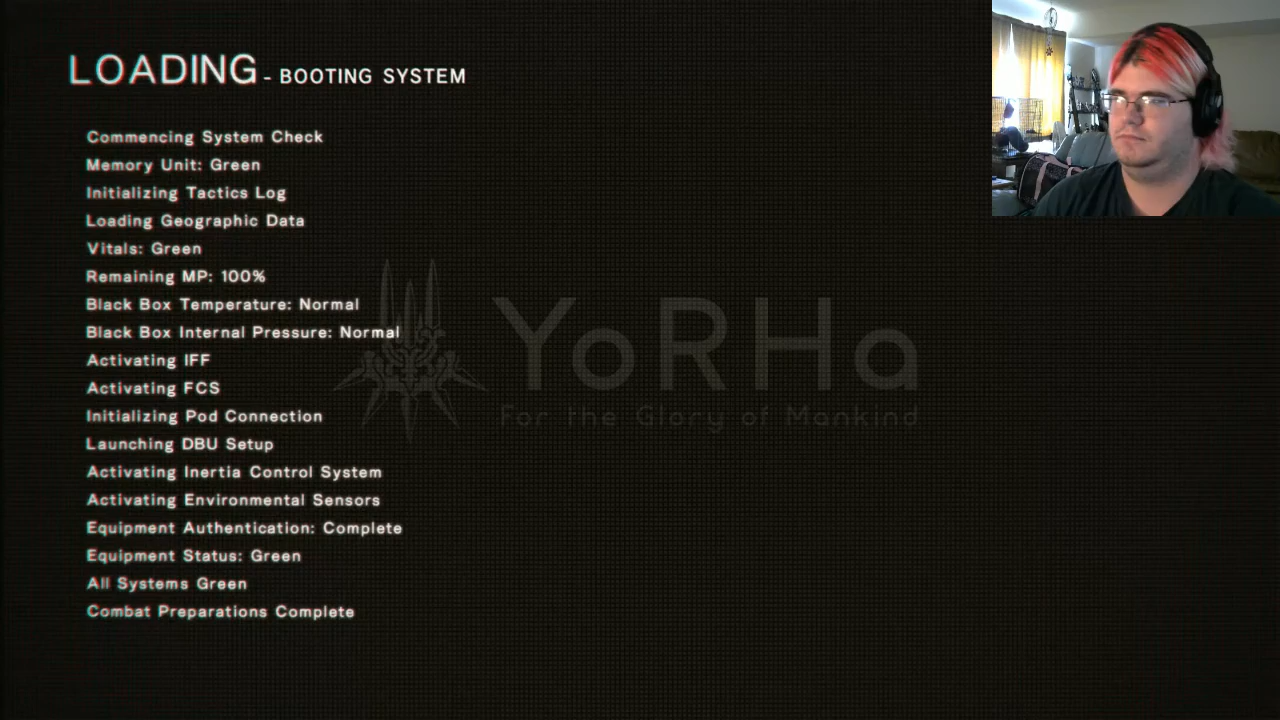 LOADING - BOOTING SYSTEM
Commencing System Check
Memory Unit: Green
Initializing Tactics Log
Loading Geographic Data
Vitals: Green
Remaining MP: 100%
Black Box Temperature: Normal
Black Box Internal Pressure: Normal
Activating IFF
Activating FCS
Initializing Pod Connection
Launching DBU Setup
Activating Inertia Control System
Activating Environmental Sensors
Equipment Authentication: Complete
Equipment Status: Green
All Systems Green
Combat Preparations Complete
YoRHa
For the Glory of Mankind